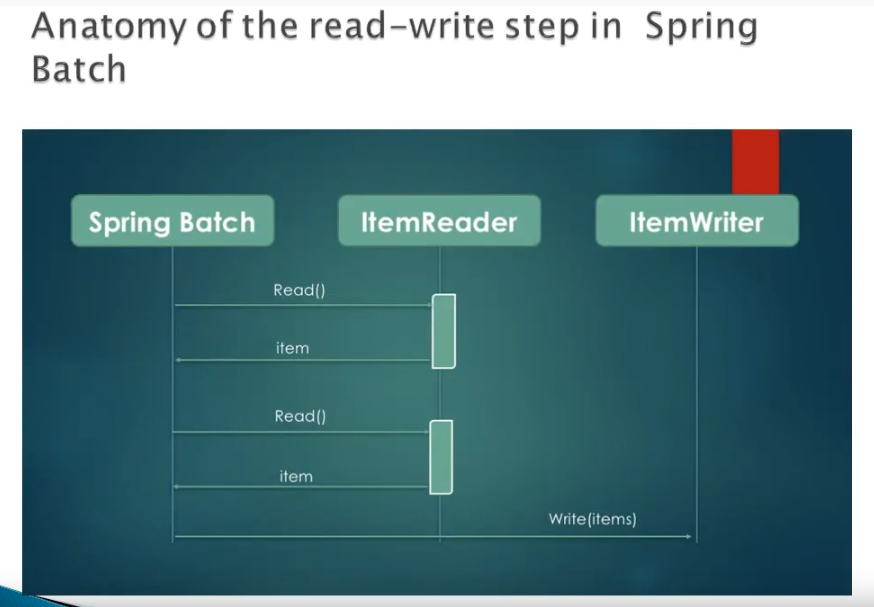 Anatomy of the read-write step in Spring
Batch
Spring Batch
ItemReader
ItemWriter
Read()
item
Read()
item
Write(items)